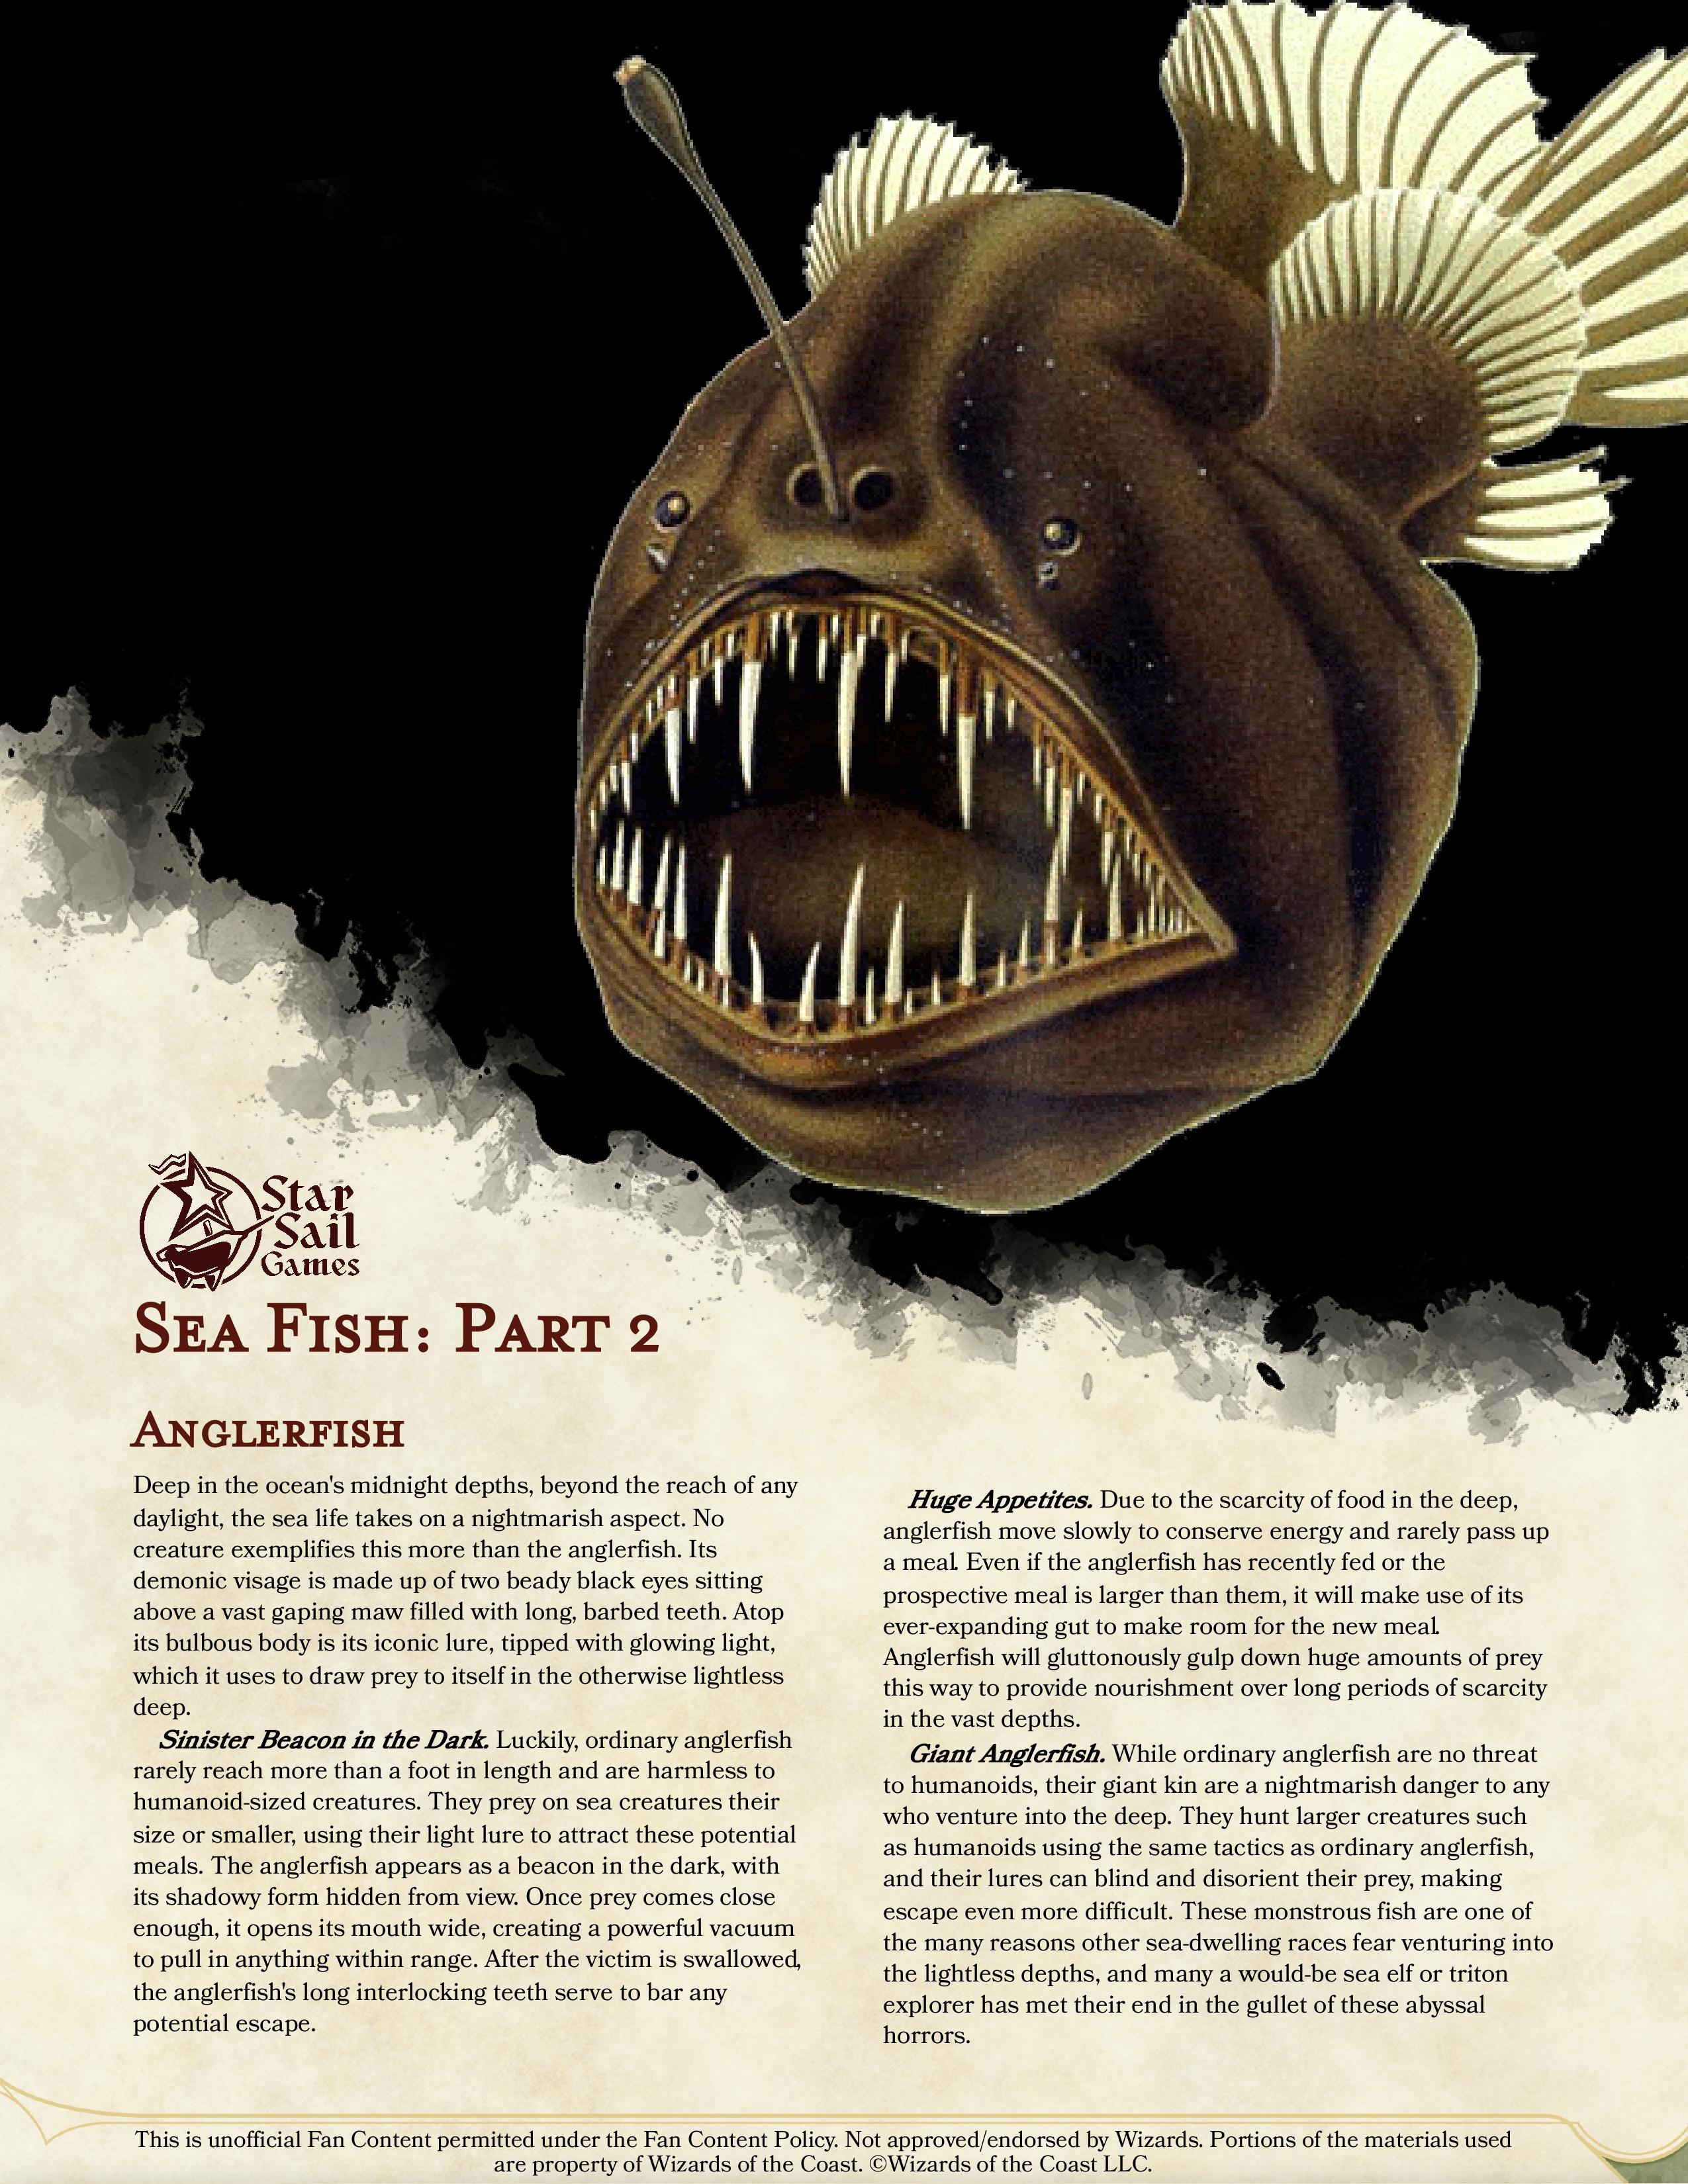 Star
Sail
Games
Sea Fish: Part 2
Anglerfish
Deep in the ocean's midnight depths, beyond the reach of any
daylight, the sea life takes on a nightmarish aspect. No
creature exemplifies this more than the anglerfish. Its
demonic visage is made up of two beady black eyes sitting
above a vast gaping maw filled with long, barbed teeth. Atop
its bulbous body is its iconic lure, tipped with glowing light,
which it uses to draw prey to itself in the otherwise lightless
deep.
Sinister Beacon in the Dark. Luckily, ordinary anglerfish
rarely reach more than a foot in length and are harmless to
humanoid-sized creatures. They prey on sea creatures their
size or smaller, using their light lure to attract these potential
meals. The anglerfish appears as a beacon in the dark, with
its shadowy form hidden from view. Once prey comes close
enough, it opens its mouth wide, creating a powerful vacuum
to pull in anything within range. After the victim is swallowed,
the anglerfish's long interlocking teeth serve to bar any
potential escape.
Huge Appetites. Due to the scarcity of food in the deep,
anglerfish move slowly to conserve energy and rarely pass up
a meal. Even if the anglerfish has recently fed or the
prospective meal is larger than them, it will make use of its
ever-expanding gut to make room for the new meal.
Anglerfish will gluttonously gulp down huge amounts of prey
this way to provide nourishment over long periods of scarcity
in the vast depths.
Giant Anglerfish. While ordinary anglerfish are no threat
to humanoids, their giant kin are a nightmarish danger to any
who venture into the deep. They hunt larger creatures such
as humanoids using the same tactics as ordinary anglerfish,
and their lures can blind and disorient their prey, making
escape even more difficult. These monstrous fish are one of
the many reasons other sea-dwelling races fear venturing into
the lightless depths, and many a would-be sea elf or triton
explorer has met their end in the gullet of these abyssal
horrors.
This is unofficial Fan Content permitted under the Fan Content Policy. Not approved/endorsed by Wizards. Portions of the materials used
are property of Wizards of the Coast. ©Wizards of the Coast LLC.